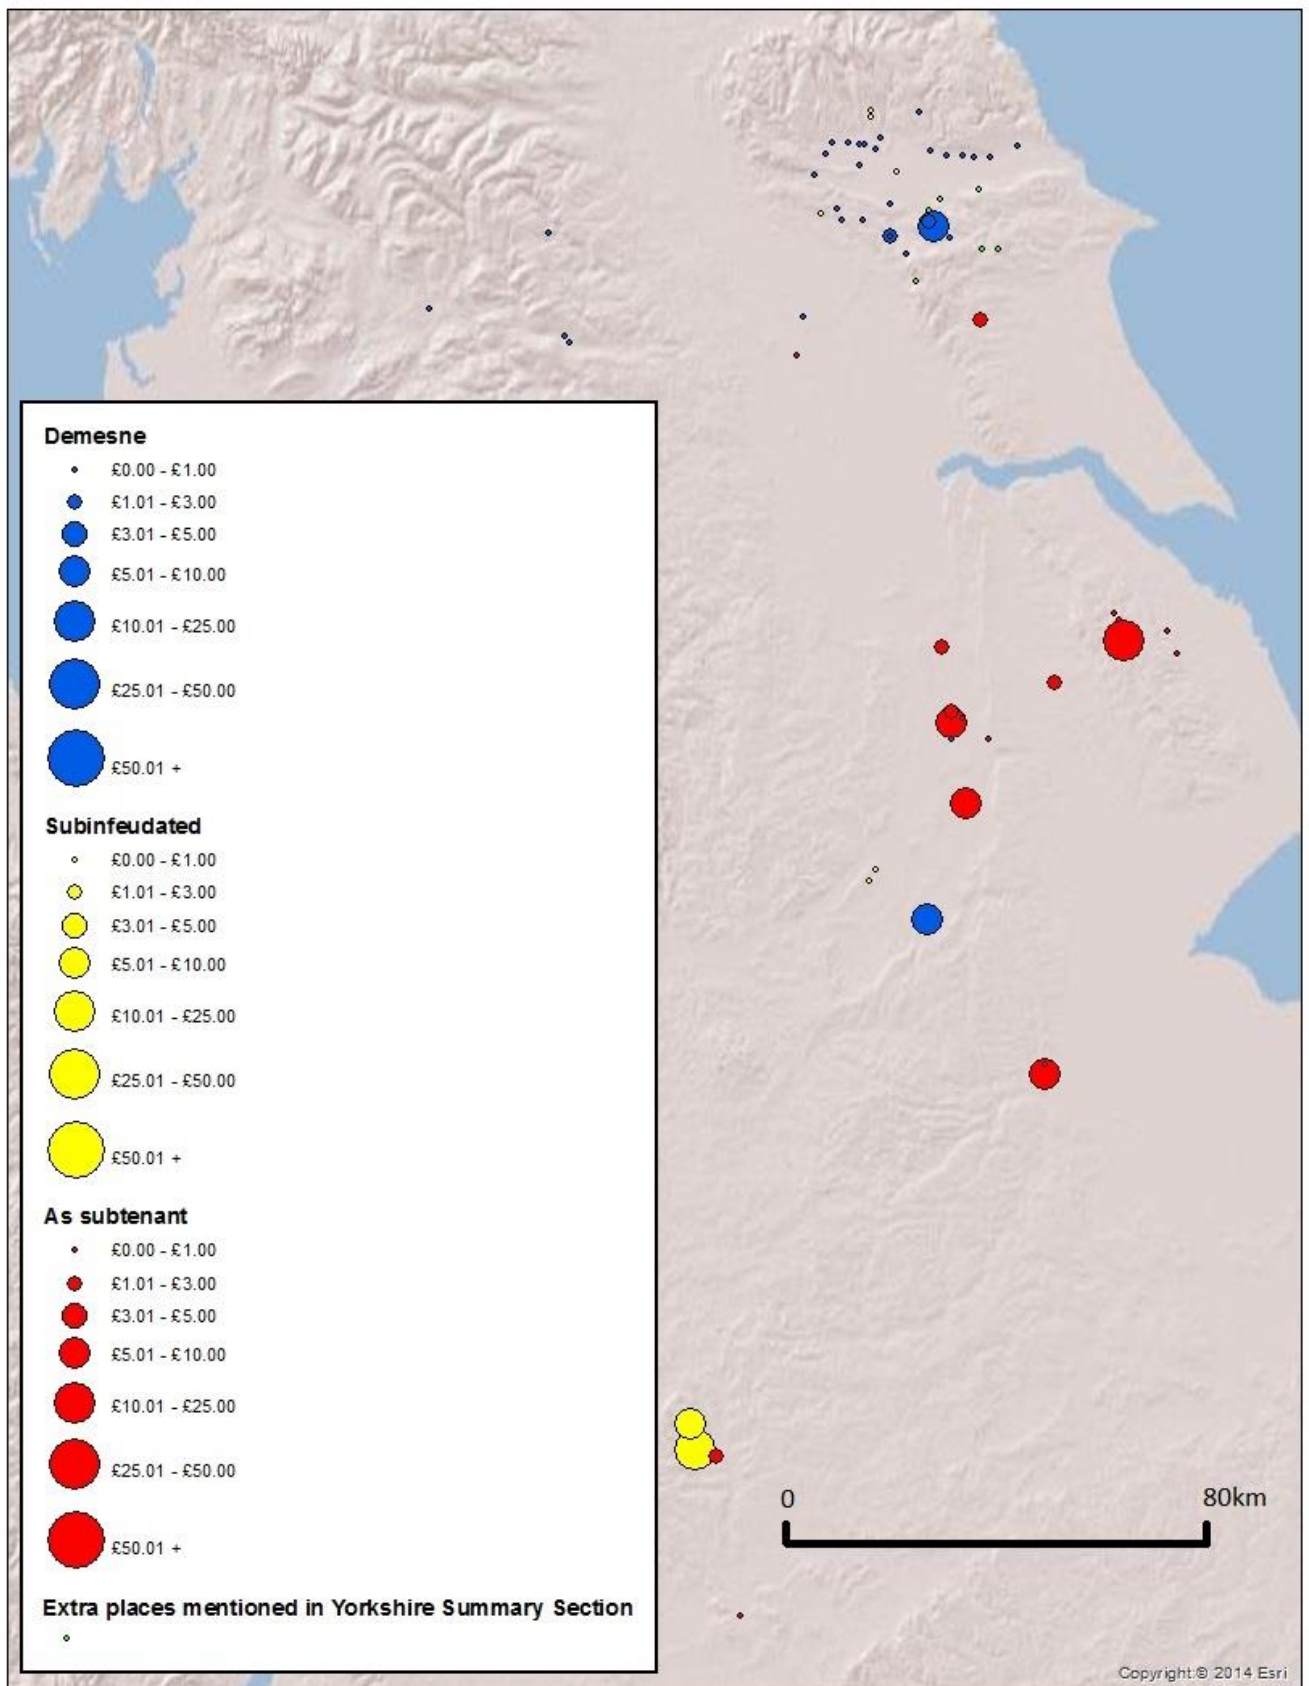 Demesne
£0.00 - £1.00
£1.01 - £3.00
£3.01 - £5.00
£5.01 - £10.00
£10.01 - £25.00
£25.01 - £50.00
£50.01 +
Subinfeudated
£0.00 - £1.00
£1.01 - £3.00
£3.01 - £5.00
£5.01 - £10.00
£10.01 - £25.00
£25.01 - £50.00
£50.01 +
As subtenant
£0.00 - £1.00
£1.01 - £3.00
£3.01 - £5.00
£5.01 - £10.00
£10.01 - £25.00
£25.01 - £50.00
£50.01 +
Extra places mentioned in Yorkshire Summary Section
0 80km
Copyright:© 2014 Esri